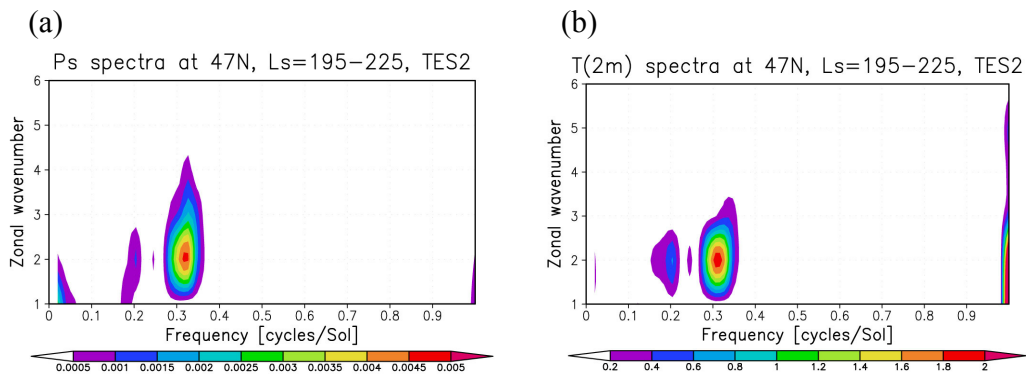 (a)
Ps spectra at 47N, Ls=195-225, TES2
Zonal wavenumber
6
5
4
3
2
1
0 0.1 0.2 0.3 0.4 0.5 0.6 0.7 0.8 0.9
Frequency [cycles/Sol]
0.0005 0.001 0.0015 0.002 0.0025 0.003 0.0035 0.004 0.0045 0.005
(b)
T(2m) spectra at 47N, Ls=195-225, TES2
Zonal wavenumber
6
5
4
3
2
1
0 0.1 0.2 0.3 0.4 0.5 0.6 0.7 0.8 0.9
Frequency [cycles/Sol]
0.2 0.4 0.6 0.8 1 1.2 1.4 1.6 1.8 2